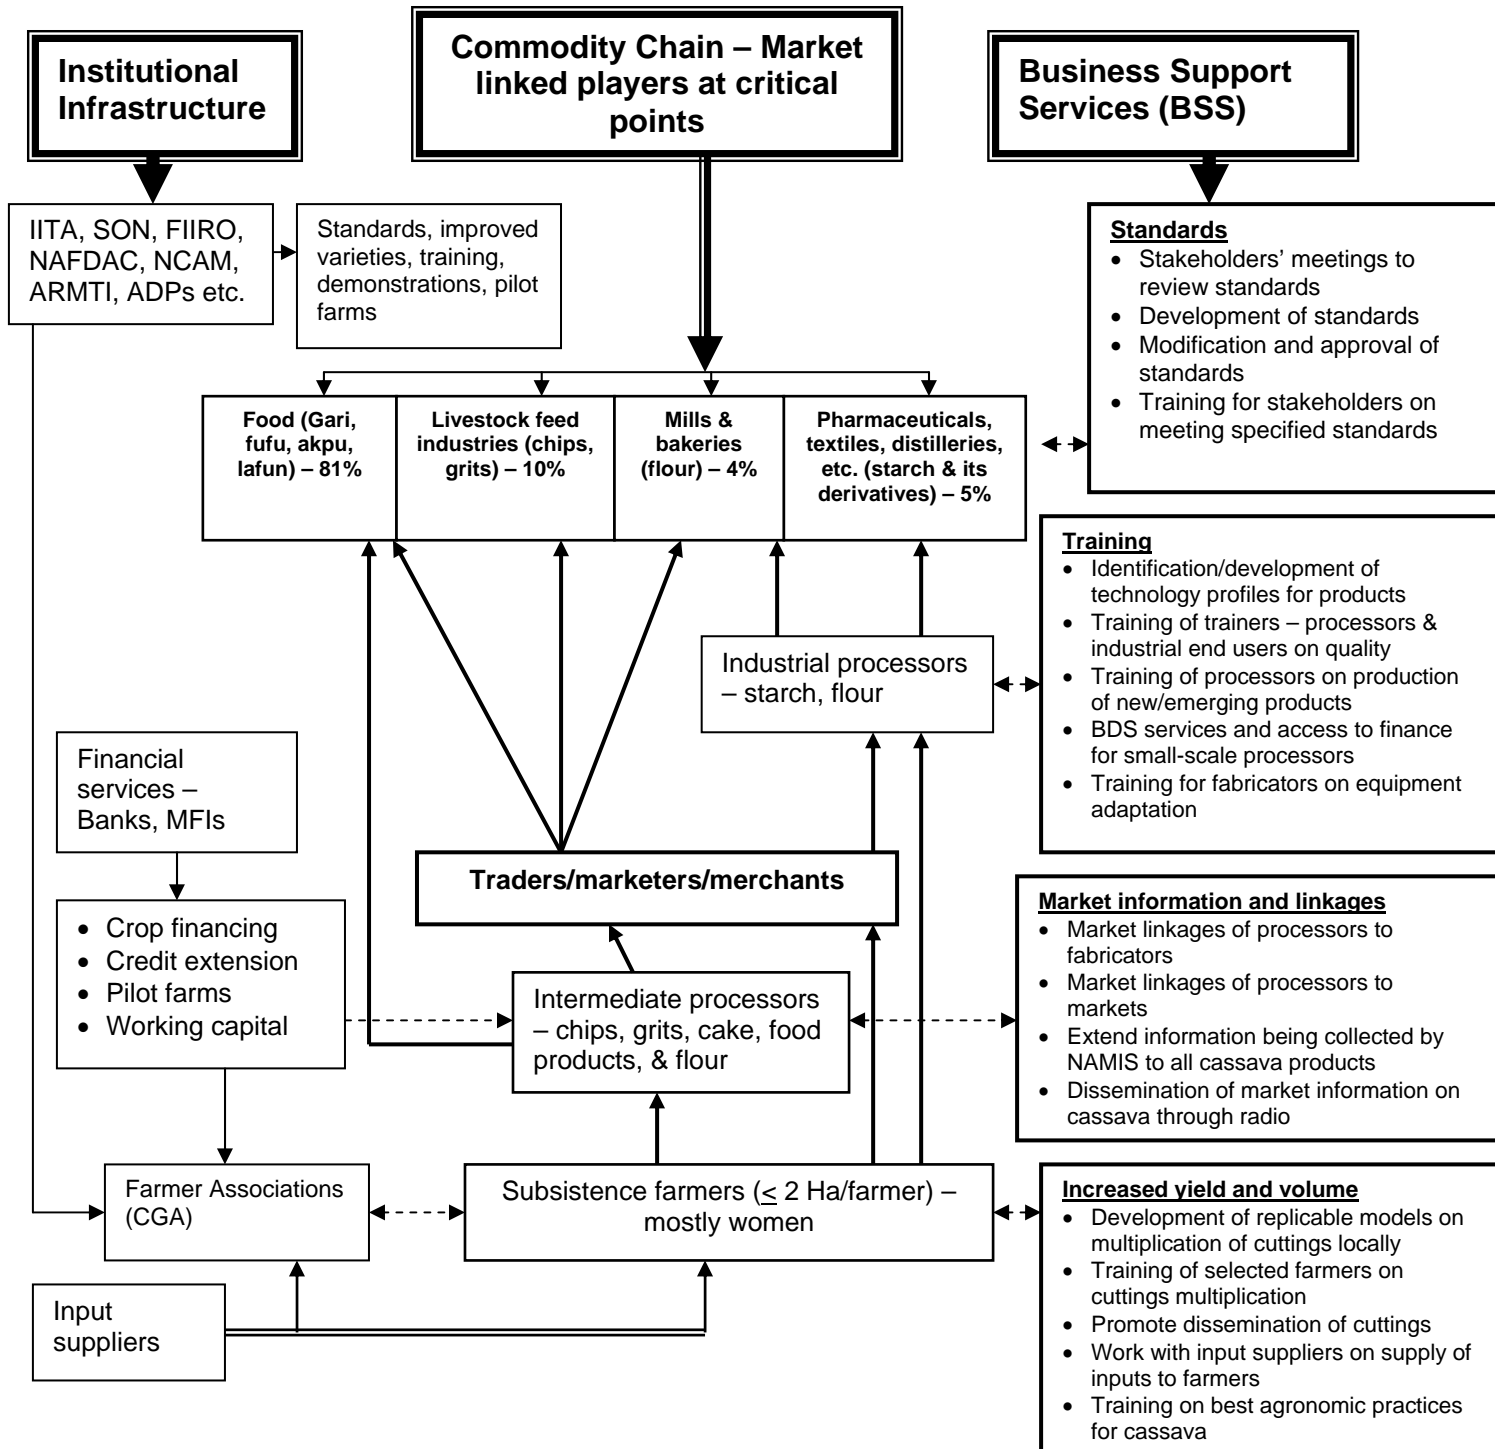 Institutional
Infrastructure
Commodity Chain – Market
linked players at critical
points
Business Support
Services (BSS)
IITA, SON, FIIRO,
NAFDAC, NCAM,
ARMTI, ADPs etc.
Standards, improved
varieties, training,
demonstrations, pilot
farms
Standards
• Stakeholders’ meetings to
review standards
• Development of standards
• Modification and approval of
standards
• Training for stakeholders on
meeting specified standards
Food (Gari,
fufu, akpu,
lafun) – 81%
Livestock feed
industries (chips,
grits) – 10%
Mills &
bakeries
(flour) – 4%
Pharmaceuticals,
textiles, distilleries,
etc. (starch & its
derivatives) – 5%
Training
• Identification/development of
technology profiles for products
• Training of trainers – processors &
industrial end users on quality
• Training of processors on production
of new/emerging products
• BDS services and access to finance
for small-scale processors
• Training for fabricators on equipment
adaptation
Industrial processors
– starch, flour
Financial
services –
Banks, MFIs
Traders/marketers/merchants
• Crop financing
• Credit extension
• Pilot farms
• Working capital
Intermediate processors
– chips, grits, cake, food
products, & flour
Market information and linkages
• Market linkages of processors to
fabricators
• Market linkages of processors to
markets
• Extend information being collected by
NAMIS to all cassava products
• Dissemination of market information on
cassava through radio
Farmer Associations
(CGA)
Subsistence farmers (≤ 2 Ha/farmer) –
mostly women
Increased yield and volume
• Development of replicable models on
multiplication of cuttings locally
• Training of selected farmers on
cuttings multiplication
• Promote dissemination of cuttings
• Work with input suppliers on supply of
inputs to farmers
• Training on best agronomic practices
for cassava
Input
suppliers